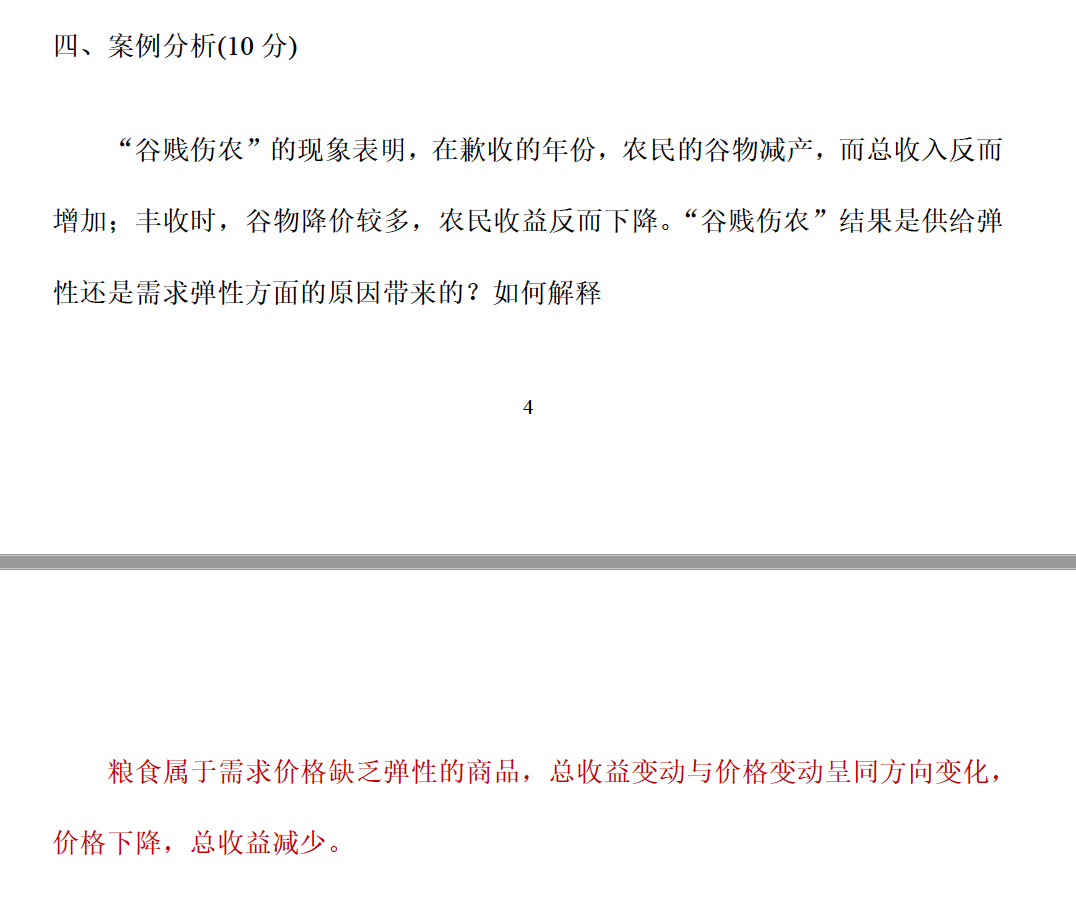 四、案例分析(10 分)
“谷贱伤农”的现象表明，在歉收的年份，农民的谷物减产，而总收入反而
增加；丰收时，谷物降价较多，农民收益反而下降。“谷贱伤农”结果是供给弹
性还是需求弹性方面的原因带来的？如何解释
4
粮食属于需求价格缺乏弹性的商品，总收益变动与价格变动呈同方向变化，
价格下降，总收益减少。